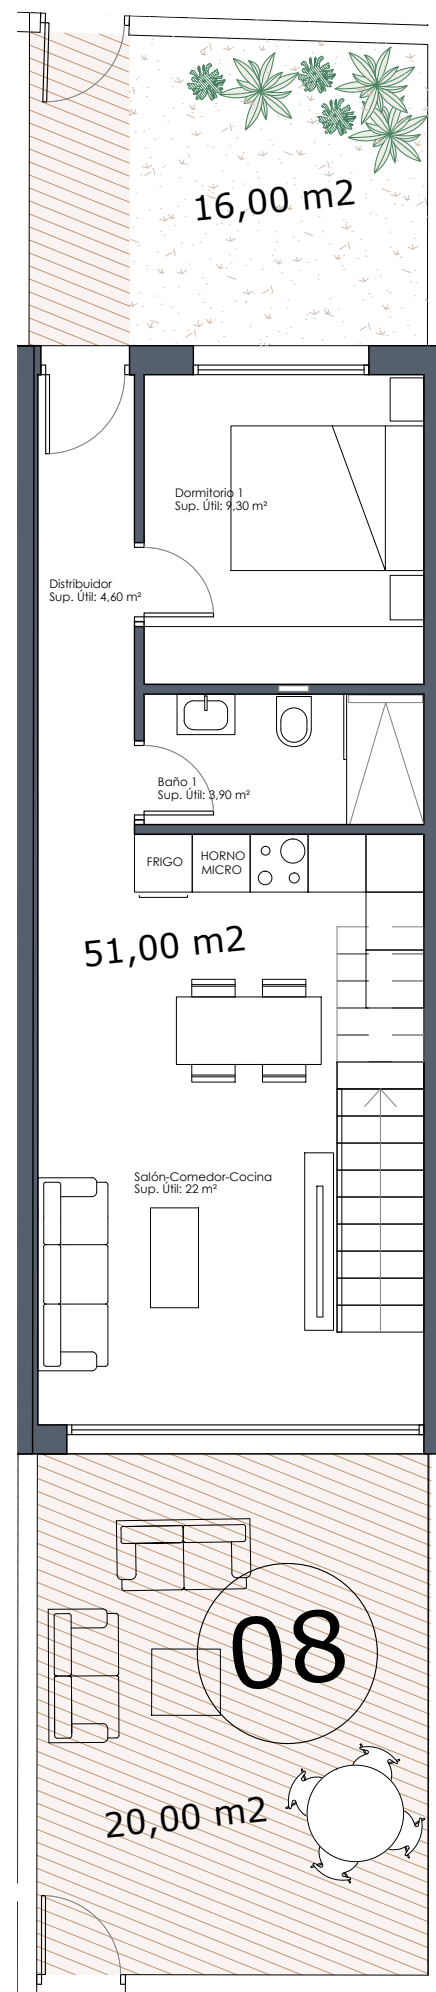 16,00 m2
Dormitorio 1
Sup. Útil: 9,30 m²
Distribuidor
Sup. Útil: 4,60 m²
Baño 1
Sup. Útil: 3,90 m²
FRIGO
HORNO
MICRO
51,00 m2
Salón-Comedor-Cocina
Sup. Útil: 22 m²
08
20,00 m2